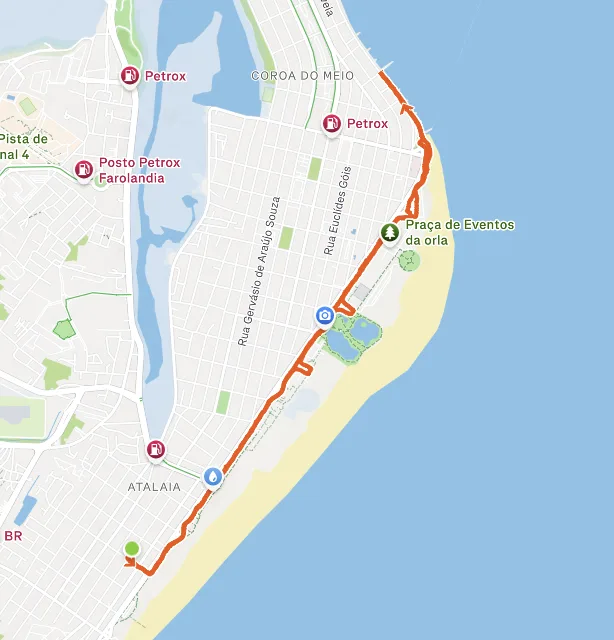 Petrox
COROA DO MEIO
Petrox
Pista de
nal 4
Posto Petrox
Farolandia
Rua Euclídes Góis
Rua Gervásio de Araújo Souza
Praça de Eventos
da orla
ATALAIA
BR